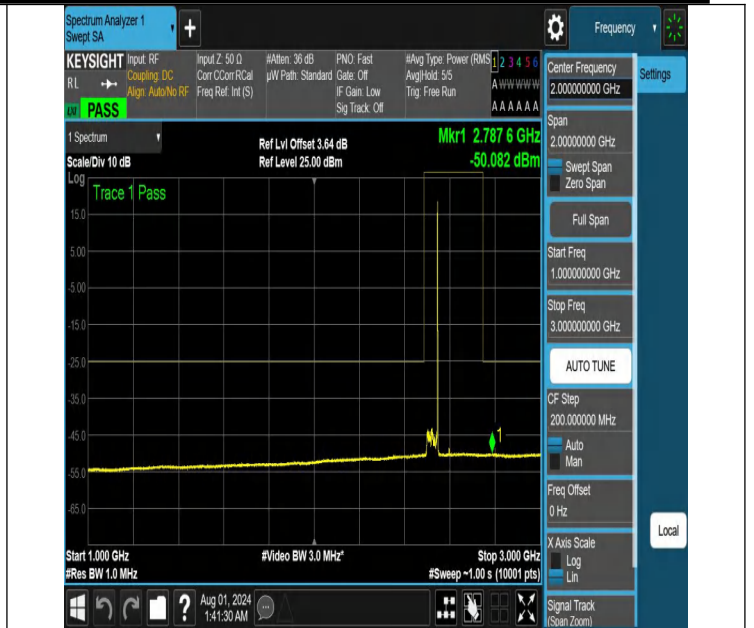 Spectrum Analyzer 1
Swept SA
Frequency
KEYSIGHT
RL
PASS
Input: RF
Coupling: DC
Align: Auto/No RF
Input Z: 50 Ω
Corr CCorr RCal
Freq Ref: Int (S)
#Atten: 36 dB
µW Path: Standard
PNO: Fast
Gate: Off
IF Gain: Low
Sig Track: Off
#Avg Type: Power (RMS
Avg|Hold: 5/5
Trig: Free Run
1 2 3 4 5 6
A W W W W W
A A A A A A
1 Spectrum
Scale/Div 10 dB
Ref Lvl Offset 3.64 dB
Ref Level 25.00 dBm
Mkr1 2.787 6 GHz
-50.082 dBm
Log
Trace 1 Pass
15.0
5.00
-5.00
-15.0
-25.0
-35.0
-45.0
-55.0
-65.0
1
Start 1.000 GHz
#Res BW 1.0 MHz
#Video BW 3.0 MHz*
Stop 3.000 GHz
#Sweep ~1.00 s (10001 pts)
Aug 01, 2024
1:41:30 AM
Center Frequency
2.000000000 GHz
Settings
Span
2.00000000 GHz
Swept Span
Zero Span
Full Span
Start Freq
1.000000000 GHz
Stop Freq
3.000000000 GHz
AUTO TUNE
CF Step
200.000000 MHz
Auto
Man
Freq Offset
0 Hz
X Axis Scale
Log
Lin
Local
Signal Track
(Span Zoom)